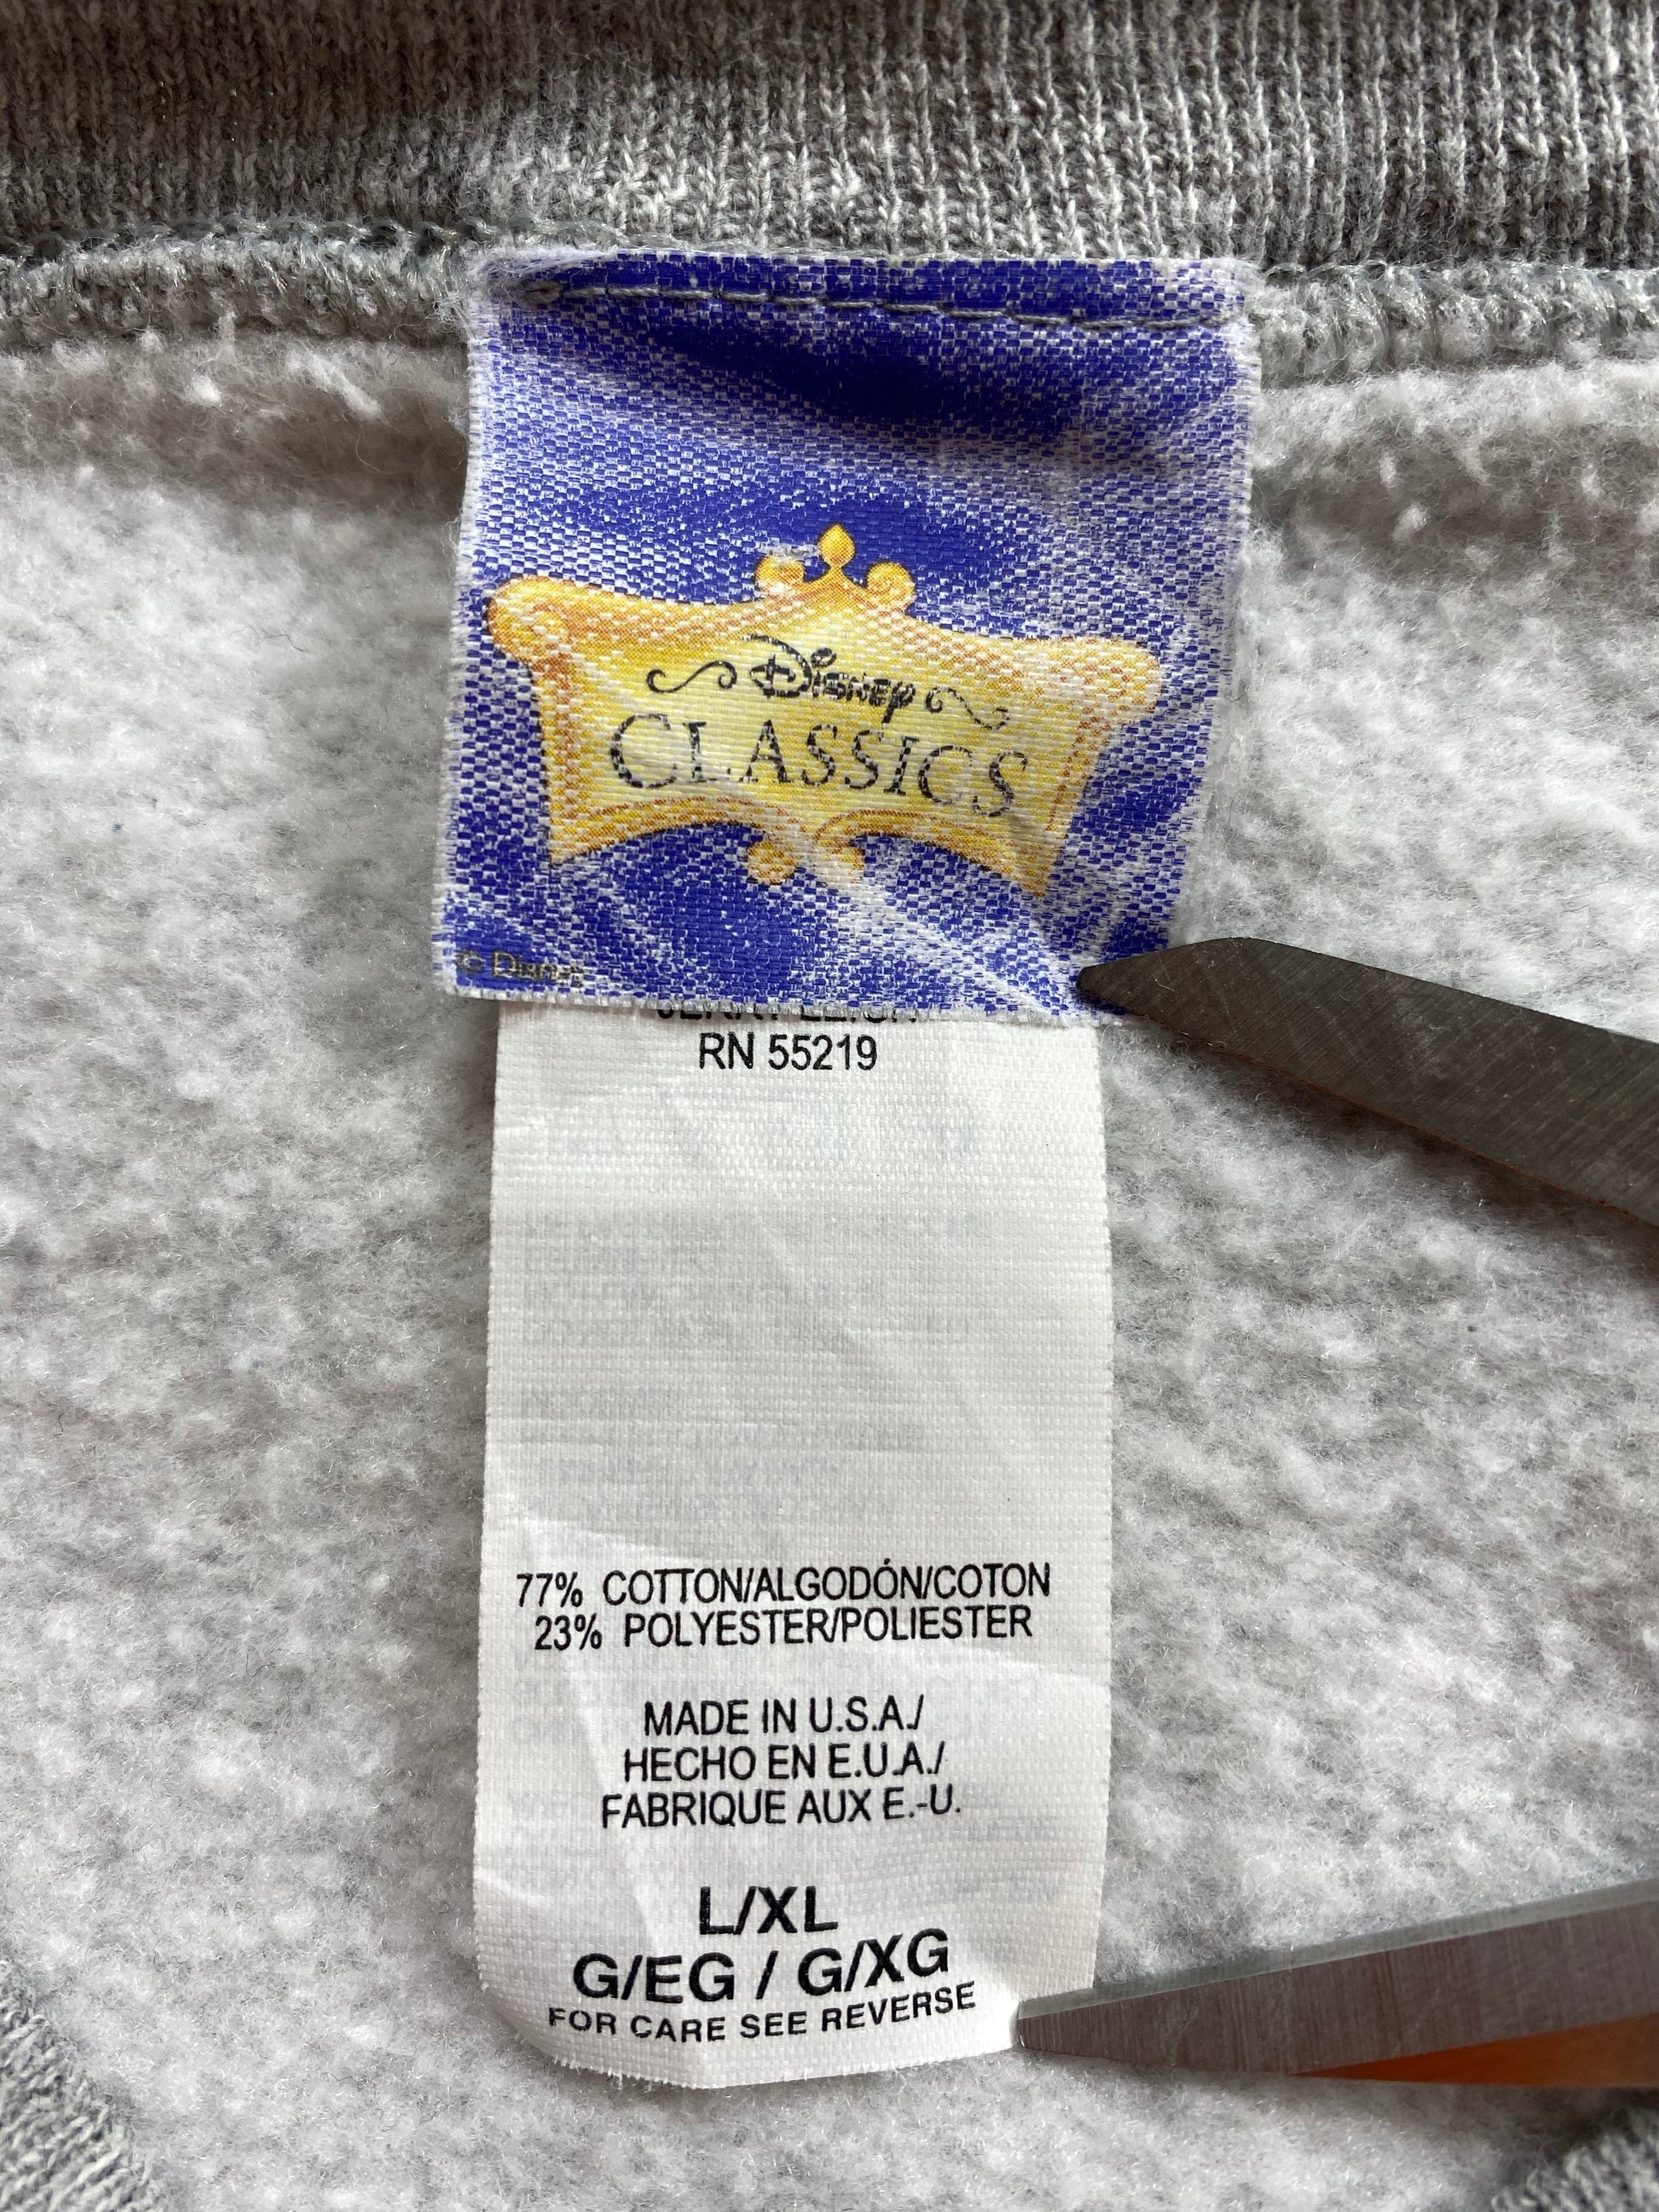 Disney
CLASSICS
© Disney
RN 55219
77% COTTON/ALGODÓN/COTON
23% POLYESTER/POLIESTER
MADE IN U.S.A./
HECHO EN E.U.A./
FABRIQUE AUX E.-U.
L/XL
G/EG / G/XG
FOR CARE SEE REVERSE